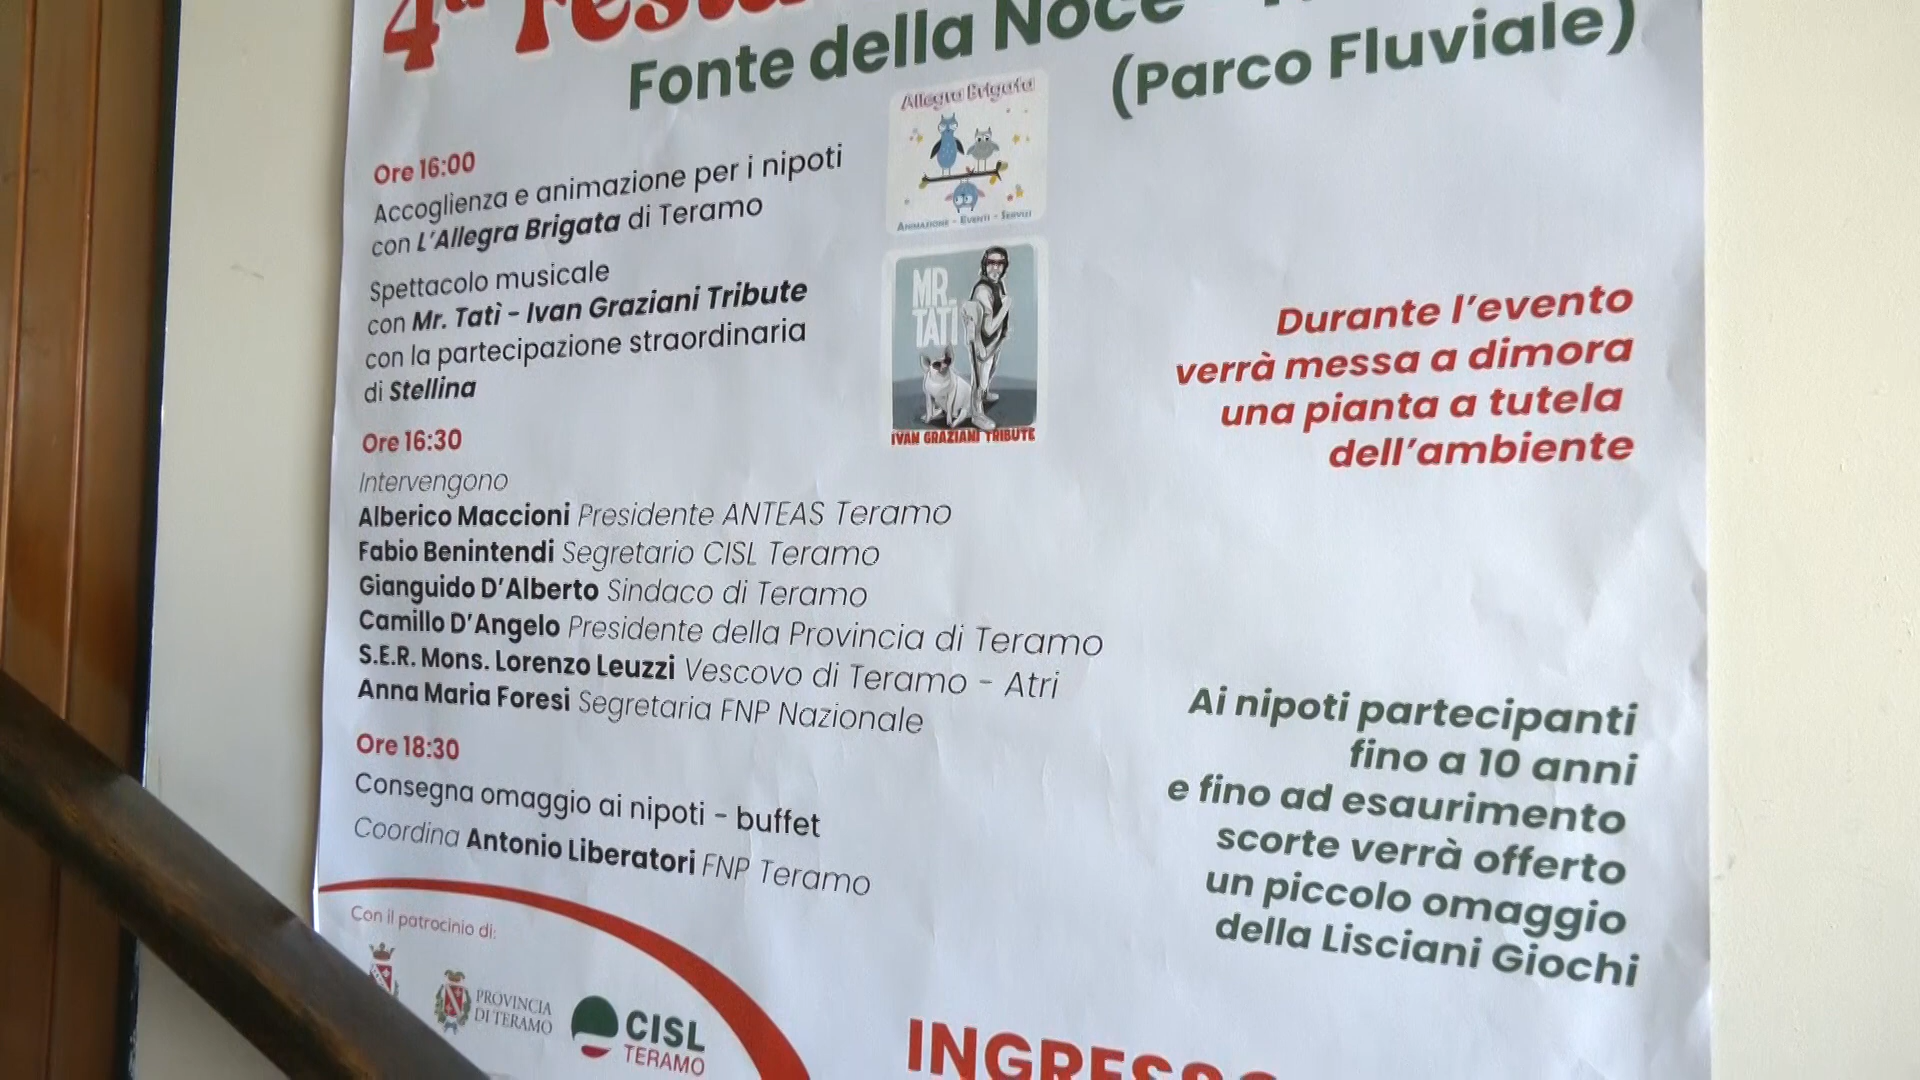 4ª Festa
Fonte della Noce -
(Parco Fluviale)
Ore 16:00
Accoglienza e animazione per i nipoti
con L'Allegra Brigata di Teramo
Spettacolo musicale
con Mr. Tatì - Ivan Graziani Tribute
con la partecipazione straordinaria
di Stellina
Allegra Brigata
ANIMAZIONE - EVENTI - SERVIZI
MR.
TATÌ
IVAN GRAZIANI TRIBUTE
Ore 16:30
Intervengono
Alberico Maccioni Presidente ANTEAS Teramo
Fabio Benintendi Segretario CISL Teramo
Gianguido D'Alberto Sindaco di Teramo
Camillo D'Angelo Presidente della Provincia di Teramo
S.E.R. Mons. Lorenzo Leuzzi Vescovo di Teramo - Atri
Anna Maria Foresi Segretaria FNP Nazionale
Ore 18:30
Consegna omaggio ai nipoti - buffet
Coordina Antonio Liberatori FNP Teramo
Durante l'evento
verrà messa a dimora
una pianta a tutela
dell'ambiente
Ai nipoti partecipanti
fino a 10 anni
e fino ad esaurimento
scorte verrà offerto
un piccolo omaggio
della Lisciani Giochi
Con il patrocinio di:
PROVINCIA
DI TERAMO
CISL
TERAMO
INGRESSO